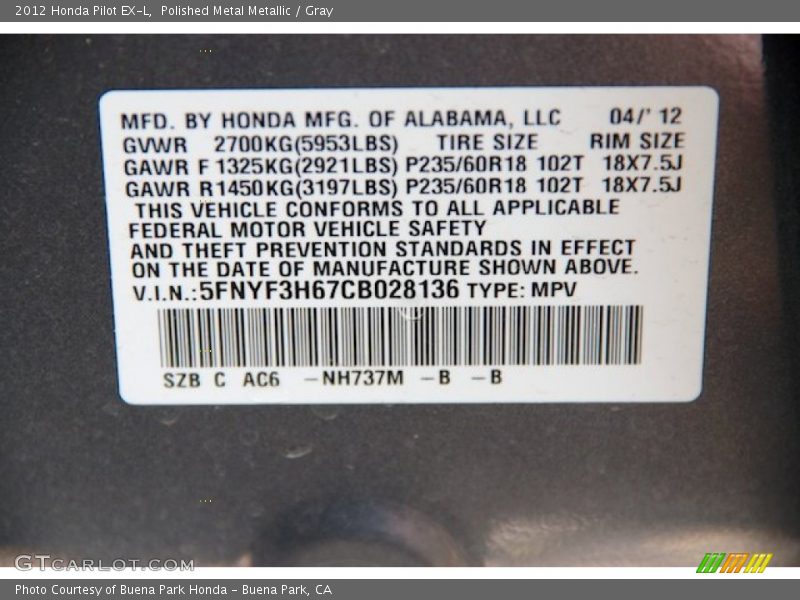 2012 Honda Pilot EX-L, Polished Metal Metallic / Gray
MFD. BY HONDA MFG. OF ALABAMA, LLC 04/' 12
GVWR 2700KG(5953LBS) TIRE SIZE RIM SIZE
GAWR F 1325KG(2921LBS) P235/60R18 102T 18X7.5J
GAWR R1450KG(3197LBS) P235/60R18 102T 18X7.5J
THIS VEHICLE CONFORMS TO ALL APPLICABLE
FEDERAL MOTOR VEHICLE SAFETY
AND THEFT PREVENTION STANDARDS IN EFFECT
ON THE DATE OF MANUFACTURE SHOWN ABOVE.
V.I.N.:5FNYF3H67CB028136 TYPE: MPV
SZB C AC6 –NH737M –B –B
GTCARLOT.COM
Photo Courtesy of Buena Park Honda - Buena Park, CA